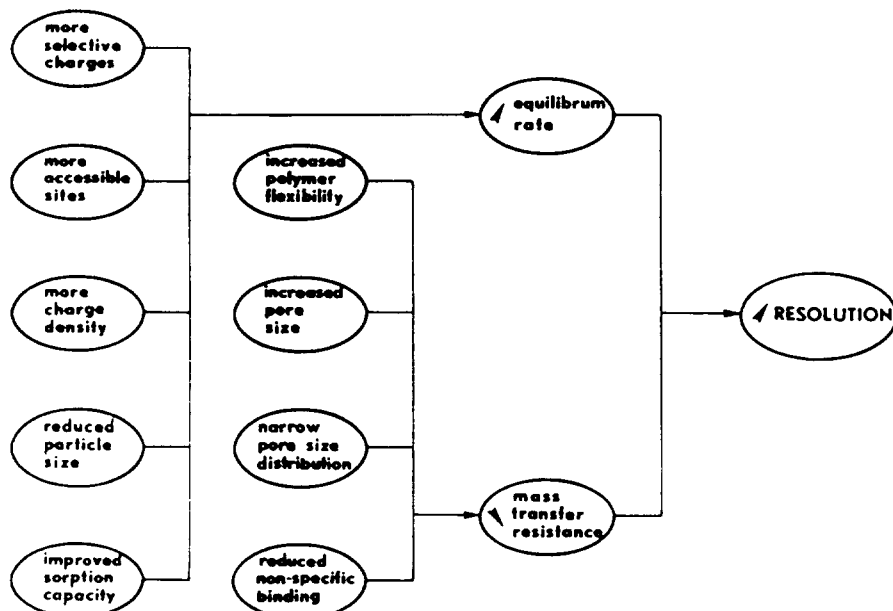 more
selective
charges
equilibrum
rate
more
accessible
sites
increased
polymer
flexibility
more
charge
density
increased
pore
size
RESOLUTION
reduced
particle
size
narrow
pore size
distribution
mass
transfer
resistance
improved
sorption
capacity
reduced
non-specific
binding